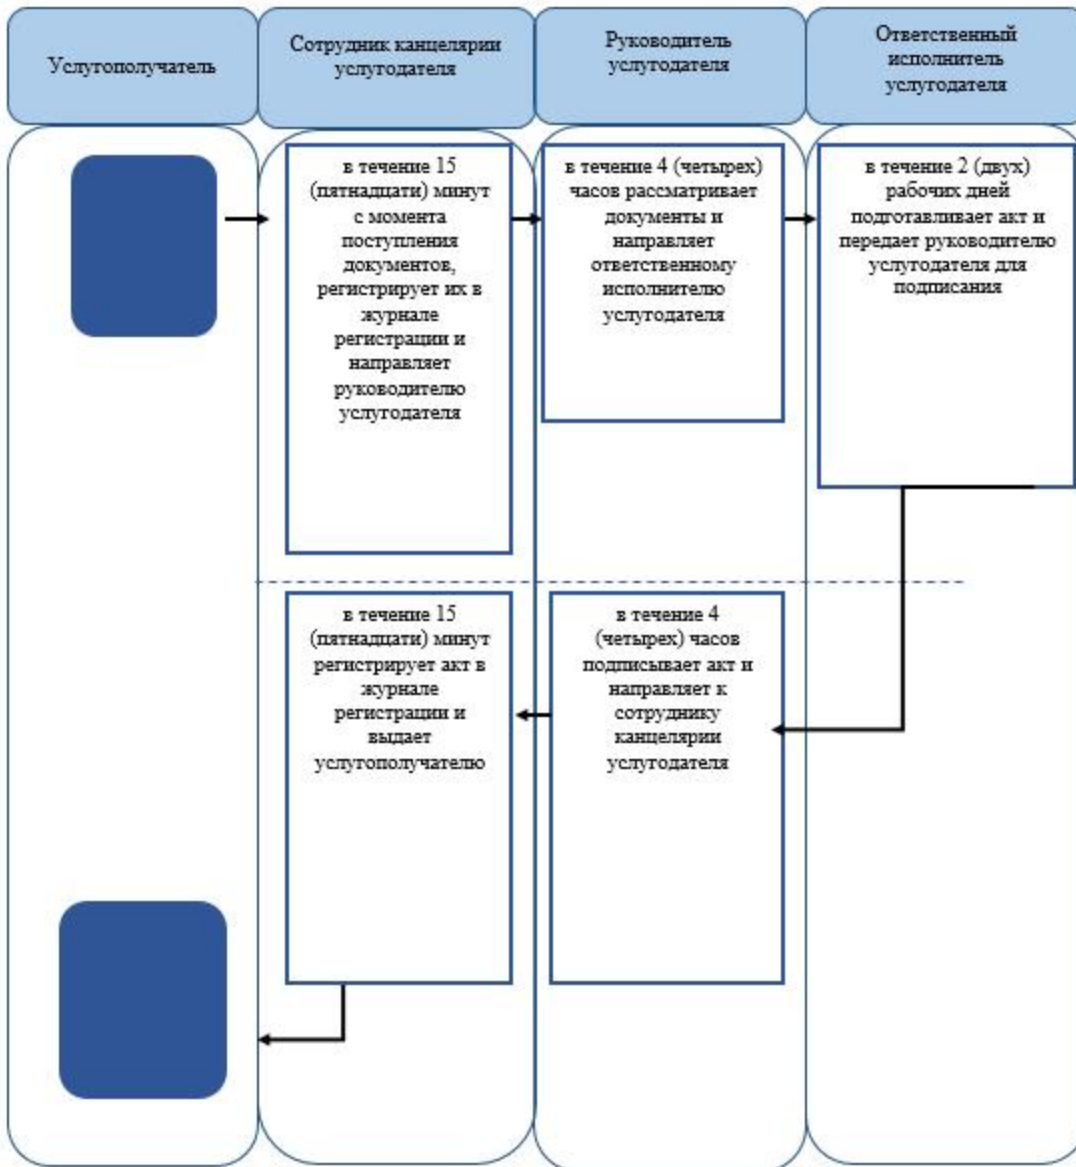 Услугополучатель
Сотрудник канцелярии
услугодателя
Руководитель
услугодателя
Ответственный
исполнитель
услугодателя
в течение 15
(пятнадцати) минут
с момента
поступления
документов,
регистрирует их в
журнале
регистрации и
направляет
руководителю
услугодателя
в течение 4 (четырех)
часов рассматривает
документы и
направляет
ответственному
исполнителю
услугодателя
в течение 2 (двух)
рабочих дней
подготавливает акт и
передает руководителю
услугодателя для
подписания
в течение 15
(пятнадцати) минут
регистрирует акт в
журнале
регистрации и
выдает
услугополучателю
в течение 4
(четырех) часов
подписывает акт и
направляет к
сотруднику
канцелярии
услугодателя